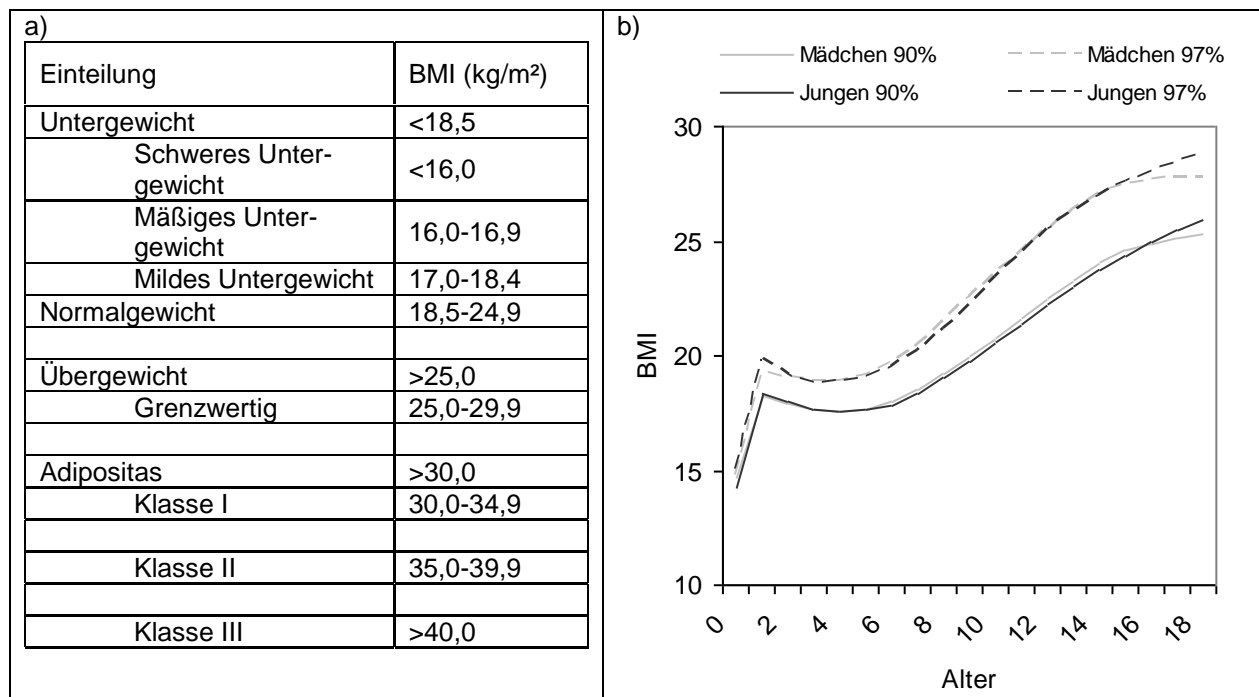 a)
Einteilung BMI (kg/m²)
Untergewicht <18,5
Schweres Unter-
gewicht <16,0
Mäßiges Unter-
gewicht 16,0-16,9
Mildes Untergewicht 17,0-18,4
Normalgewicht 18,5-24,9
Übergewicht >25,0
Grenzwertig 25,0-29,9
Adipositas >30,0
Klasse I 30,0-34,9
Klasse II 35,0-39,9
Klasse III >40,0
b)
Mädchen 90% Mädchen 97%
Jungen 90% Jungen 97%
30
25
20
15
10
BMI
0 2 4 6 8 10 12 14 16 18
Alter